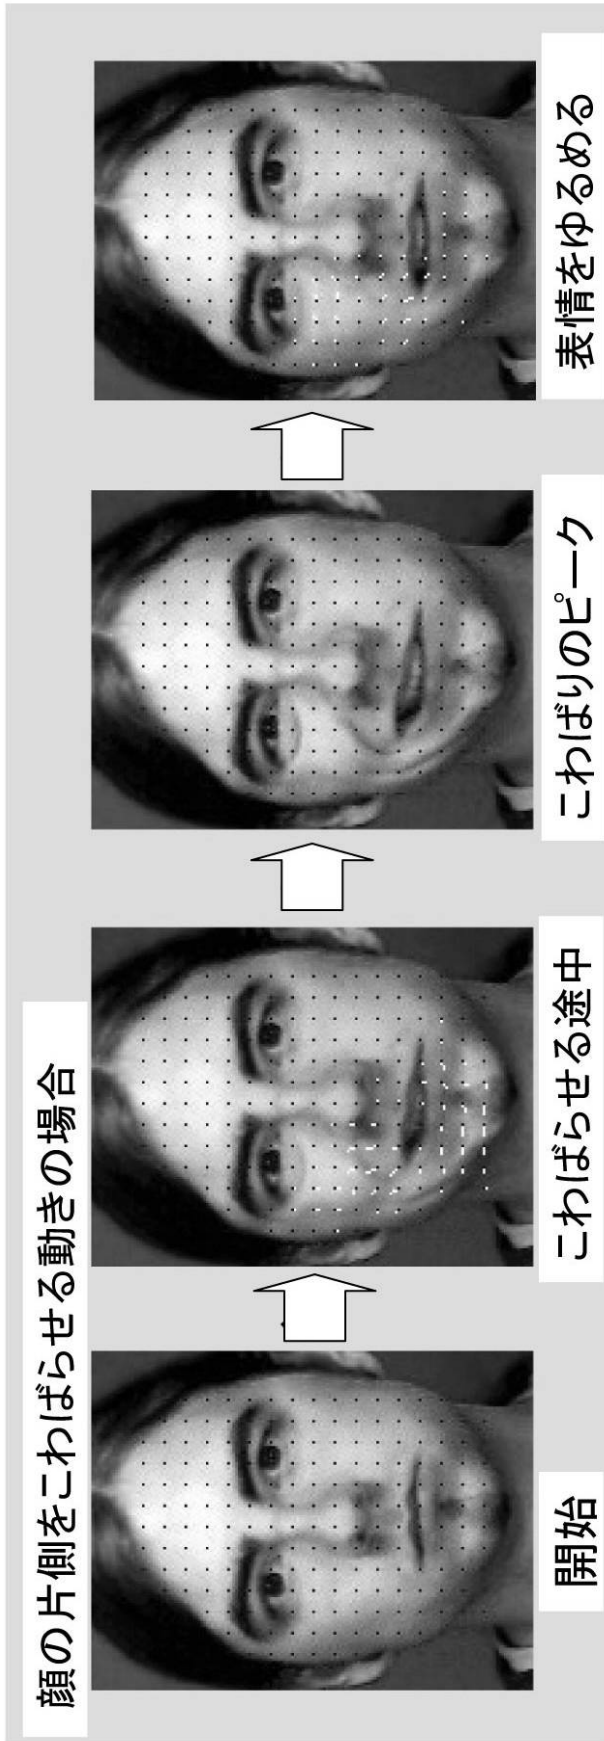 顔の片側をこわばらせる動きの場合
開始
こわばらせる途中
こわばりのピーク
表情をゆるめる